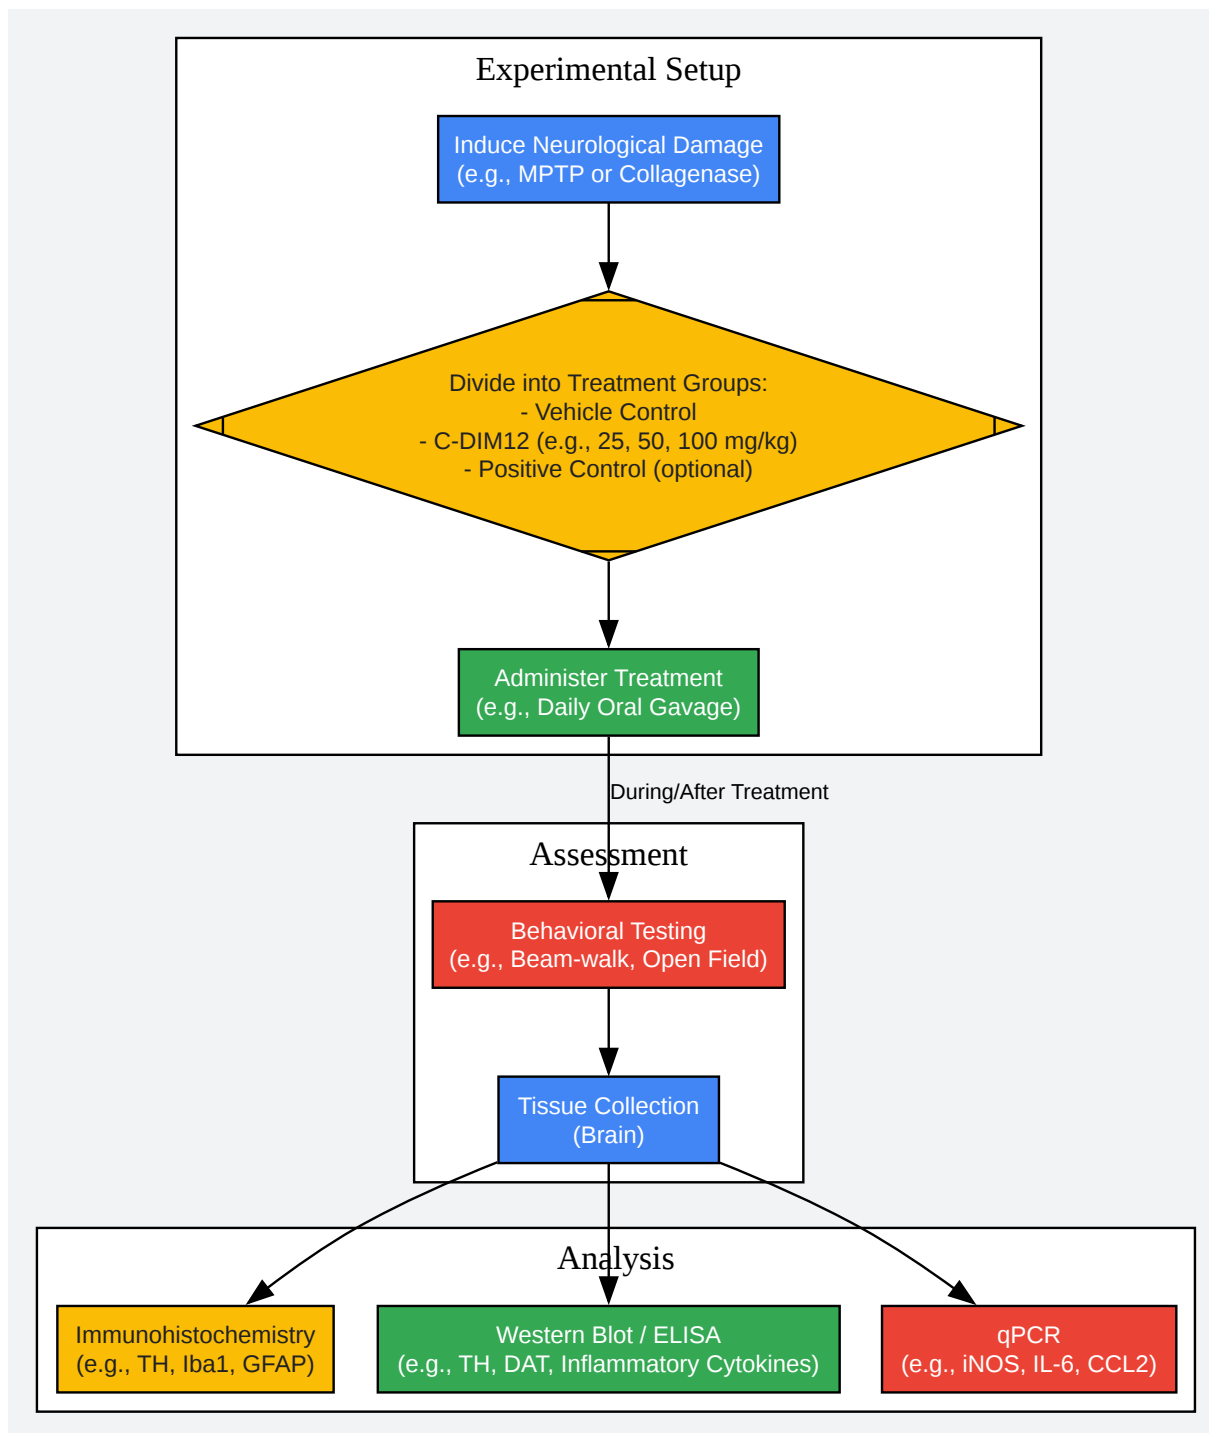 Experimental Setup
Induce Neurological Damage
(e.g., MPTP or Collagenase)
Divide into Treatment Groups:
- Vehicle Control
- C-DIM12 (e.g., 25, 50, 100 mg/kg)
- Positive Control (optional)
Administer Treatment
(e.g., Daily Oral Gavage)
During/After Treatment
Assessment
Behavioral Testing
(e.g., Beam-walk, Open Field)
Tissue Collection
(Brain)
Analysis
Immunohistochemistry
(e.g., TH, Iba1, GFAP)
Western Blot / ELISA
(e.g., TH, DAT, Inflammatory Cytokines)
qPCR
(e.g., iNOS, IL-6, CCL2)